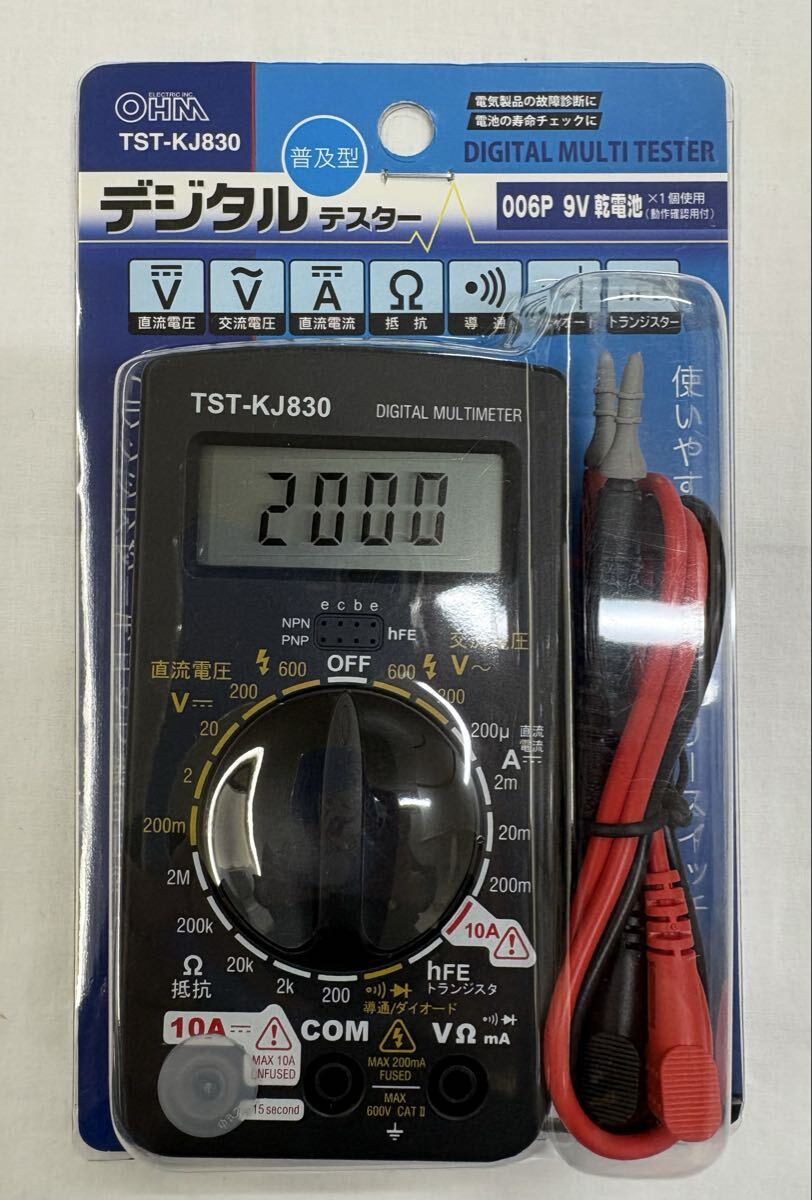 ELECTRIC INC.
OHM
TST-KJ830
普及型
電気製品の故障診断に
電池の寿命チェックに
DIGITAL MULTI TESTER
デジタルテスター
006P 9V 乾電池 ×1個使用
(動作確認用付)
V
直流電圧
V
交流電圧
A
直流電流
Ω
抵抗
導通
トランジスター
使いやす
TST-KJ830
DIGITAL MULTIMETER
2000
e c b e
NPN
PNP
hFE
OFF
直流電圧
V
600
200
20
2
200m
交流電圧
V~
600
200
直流
電流
A
200µ
2m
20m
200m
10A
hFE
トランジスタ
導通/ダイオード
Ω
抵抗
2M
200k
20k
2k
200
10A
MAX 10A
UNFUSED
15 second
COM
MAX 200mA
FUSED
MAX
600V CAT II
VΩmA